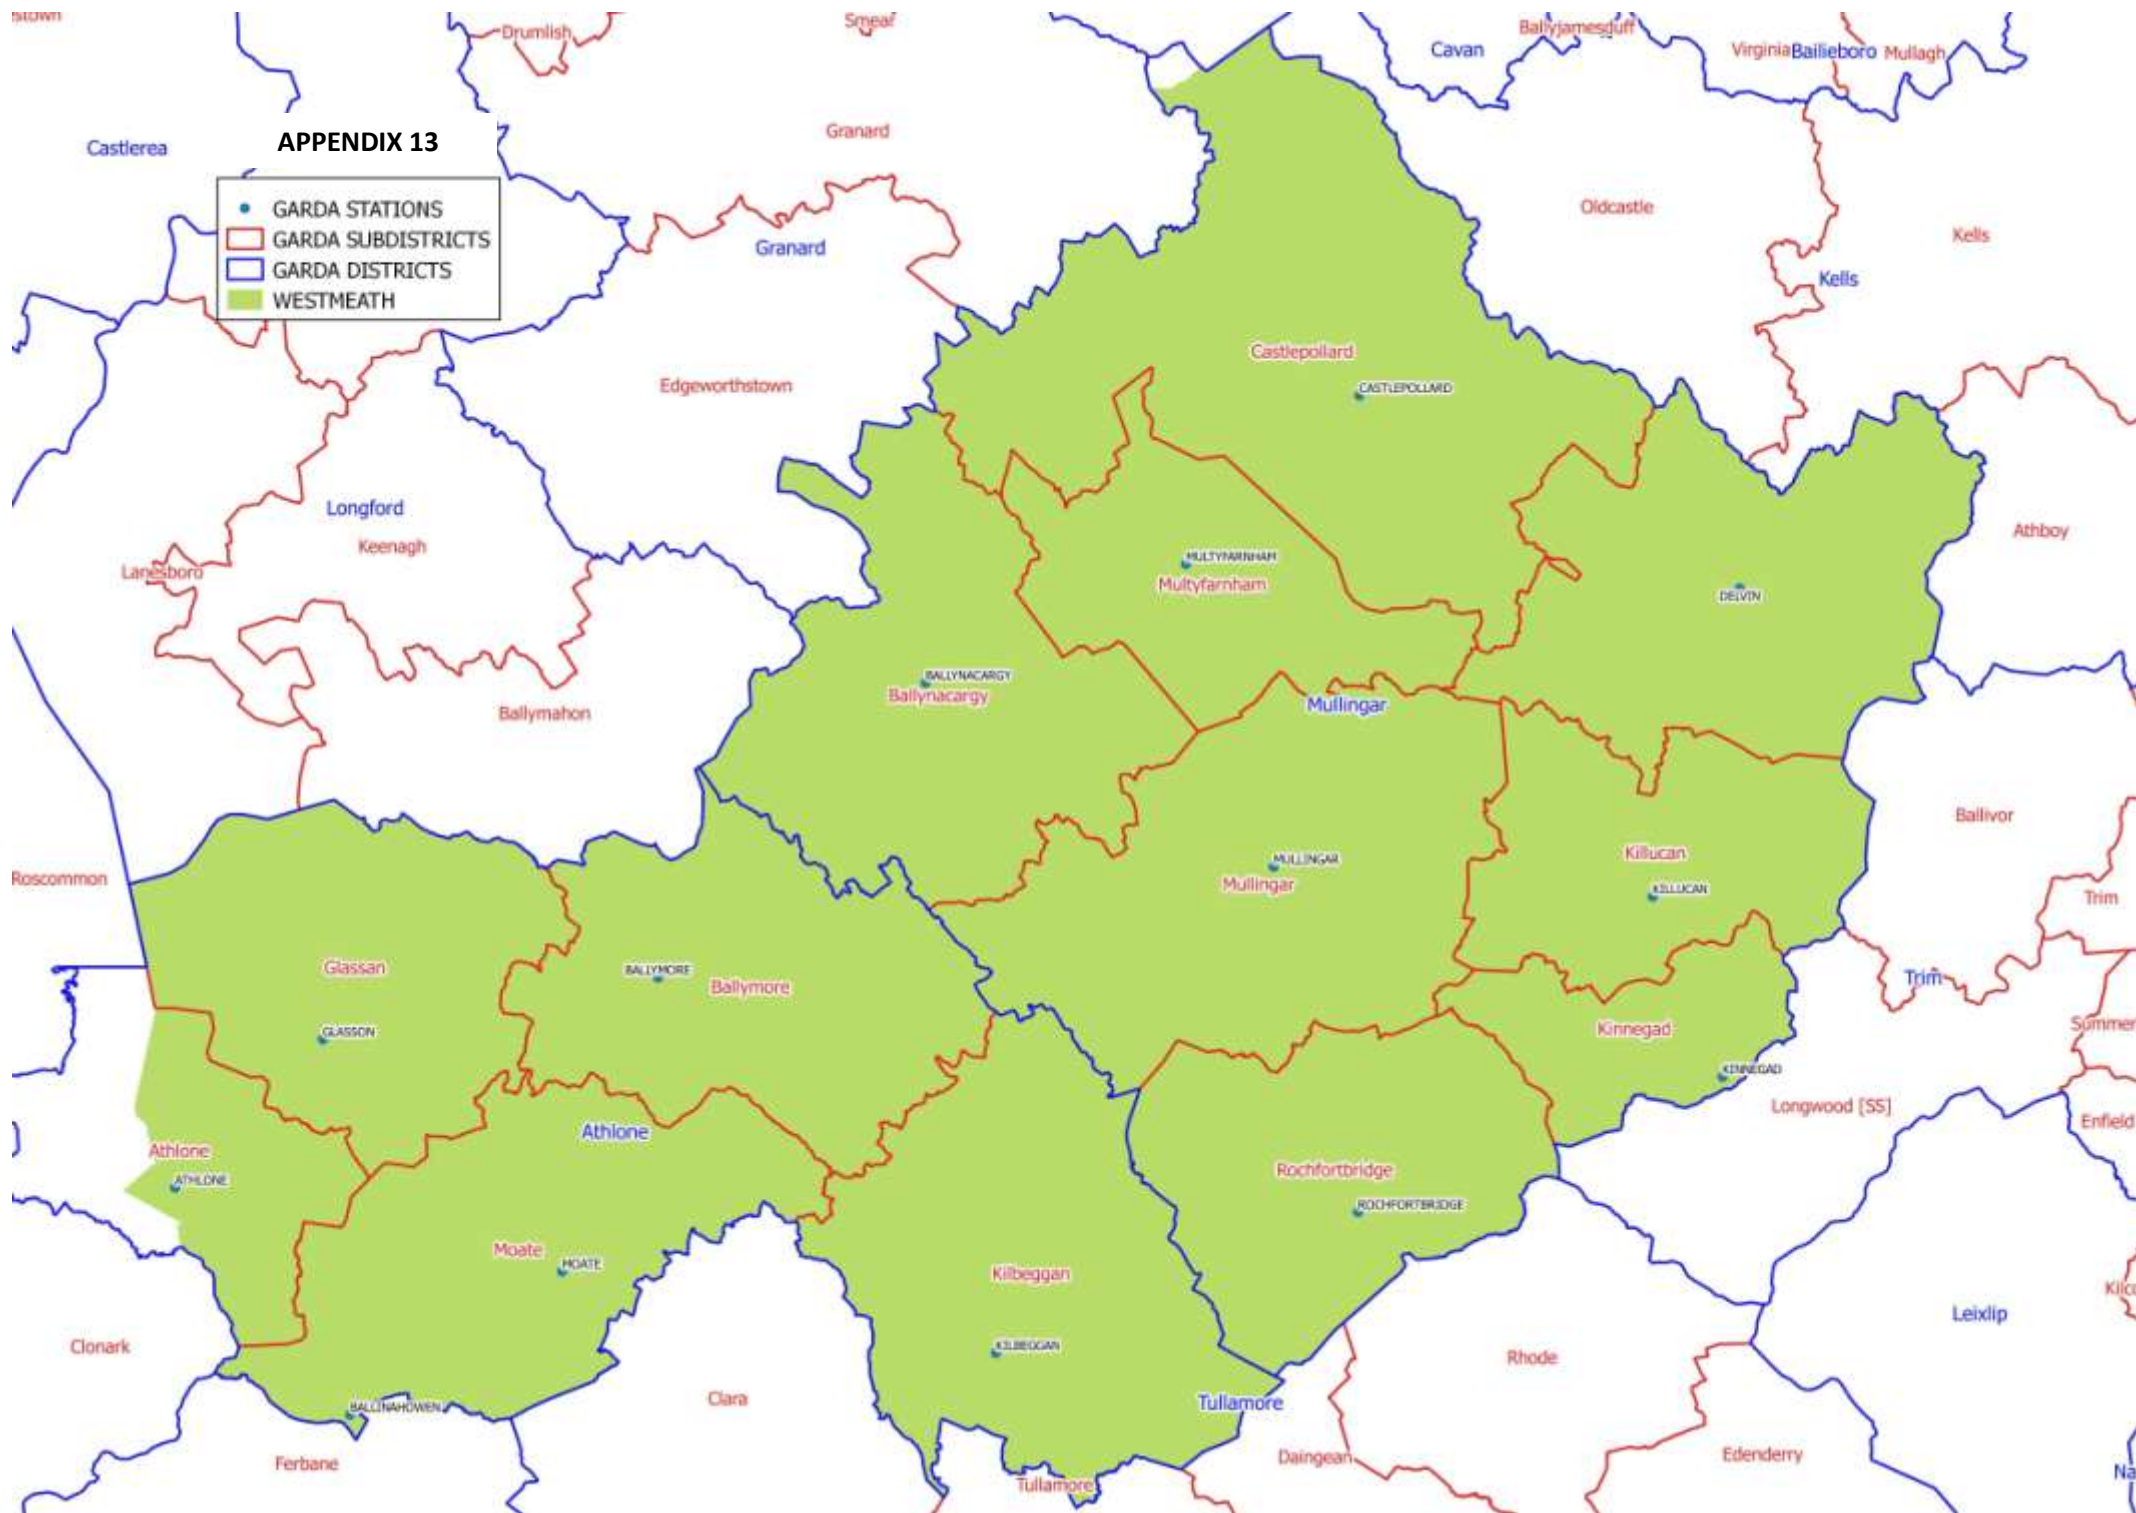 Drumlish
Smear
Ballyjamesduff
Cavan
Virginia
Bailieboro
Mullagh
Granard
APPENDIX 13
Castlerea
GARDA STATIONS
GARDA SUBDISTRICTS
GARDA DISTRICTS
WESTMEATH
Oldcastle
Kells
Granard
Kells
Castlepollard
Edgeworthstown
CASTLEPOLLARD
Longford
Keenagh
Athboy
Lanesboro
MULTYFARNHAM
Multyfarnham
DELVIN
BALLYNACARGY
Ballynacargy
Mullingar
Ballymahon
Ballivor
Killucan
MULLINGAR
Mullingar
Roscommon
KILLUCAN
Trim
Glassan
BALLYMORE
Ballymore
Trim
Summer
GLASSON
Kinnegad
KINNEGAD
Longwood [SS]
Enfield
Athlone
Athlone
ATHLONE
Rochfortbridge
ROCHFORTBRIDGE
Moate
MOATE
Kilbeggan
Kilco
Leixlip
Clonark
KILBEGGAN
Rhode
Clara
Tullamore
BALLINAHOWEN
Ferbane
Daingean
Edenderry
Tullamore
Na